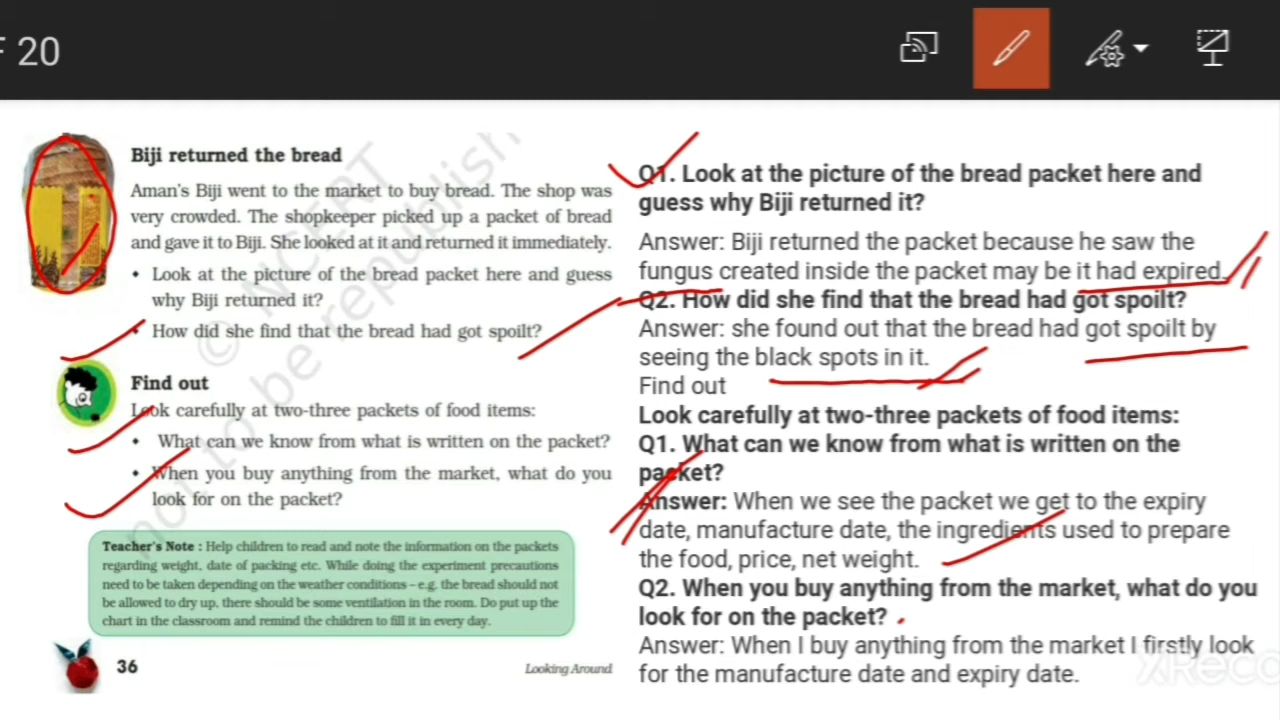 F 20
Biji returned the bread
Aman's Biji went to the market to buy bread. The shop was
very crowded. The shopkeeper picked up a packet of bread
and gave it to Biji. She looked at it and returned it immediately.
• Look at the picture of the bread packet here and guess
why Biji returned it?
• How did she find that the bread had got spoilt?
Find out
Look carefully at two-three packets of food items:
• What can we know from what is written on the packet?
• When you buy anything from the market, what do you
look for on the packet?
Teacher's Note : Help children to read and note the information on the packets
regarding weight, date of packing etc. While doing the experiment precautions
need to be taken depending on the weather conditions – e.g. the bread should not
be allowed to dry up, there should be some ventilation in the room. Do put up the
chart in the classroom and remind the children to fill it in every day.
36
Looking Around
© NCERT
not to be republish
Q1. Look at the picture of the bread packet here and
guess why Biji returned it?
Answer: Biji returned the packet because he saw the
fungus created inside the packet may be it had expired.
Q2. How did she find that the bread had got spoilt?
Answer: she found out that the bread had got spoilt by
seeing the black spots in it.
Find out
Look carefully at two-three packets of food items:
Q1. What can we know from what is written on the
packet?
Answer: When we see the packet we get to the expiry
date, manufacture date, the ingredients used to prepare
the food, price, net weight.
Q2. When you buy anything from the market, what do you
look for on the packet?
Answer: When I buy anything from the market I firstly look
for the manufacture date and expiry date.
XReco